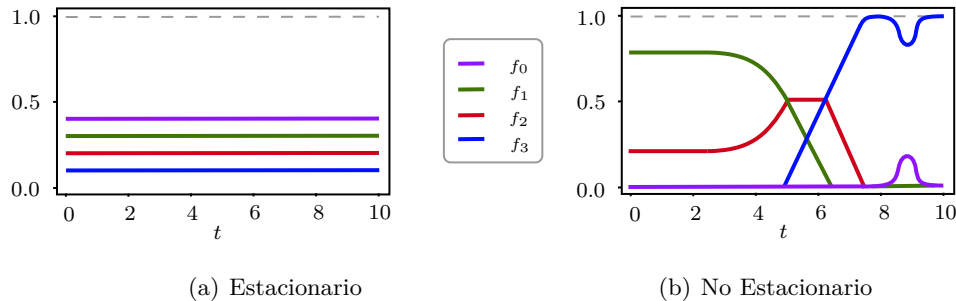 1.0
0.5
0.0
0 2 4 6 8 10
t
(a) Estacionario
f₀
f₁
f₂
f₃
1.0
0.5
0.0
0 2 4 6 8 10
t
(b) No Estacionario